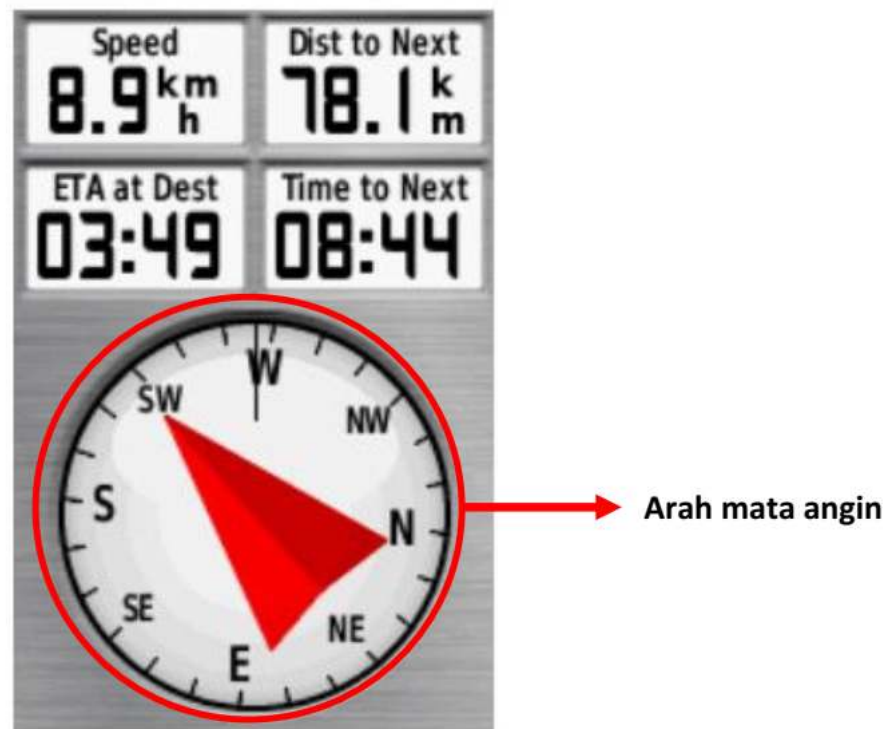 Speed
8.9 km h
Dist to Next
78.1 k m
ETA at Dest
03:49
Time to Next
08:44
W
SW
NW
S
N
SE
NE
E
Arah mata angin